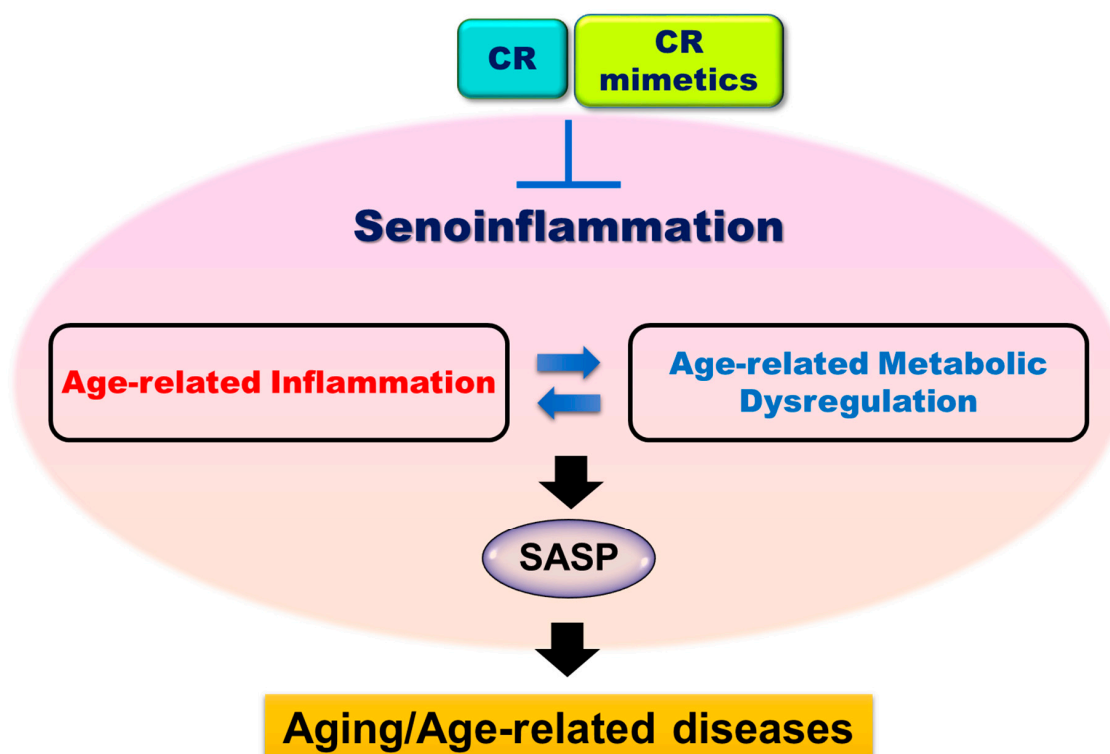 CR
CR
mimetics
Senoinflammation
Age-related Inflammation
Age-related Metabolic
Dysregulation
SASP
Aging/Age-related diseases